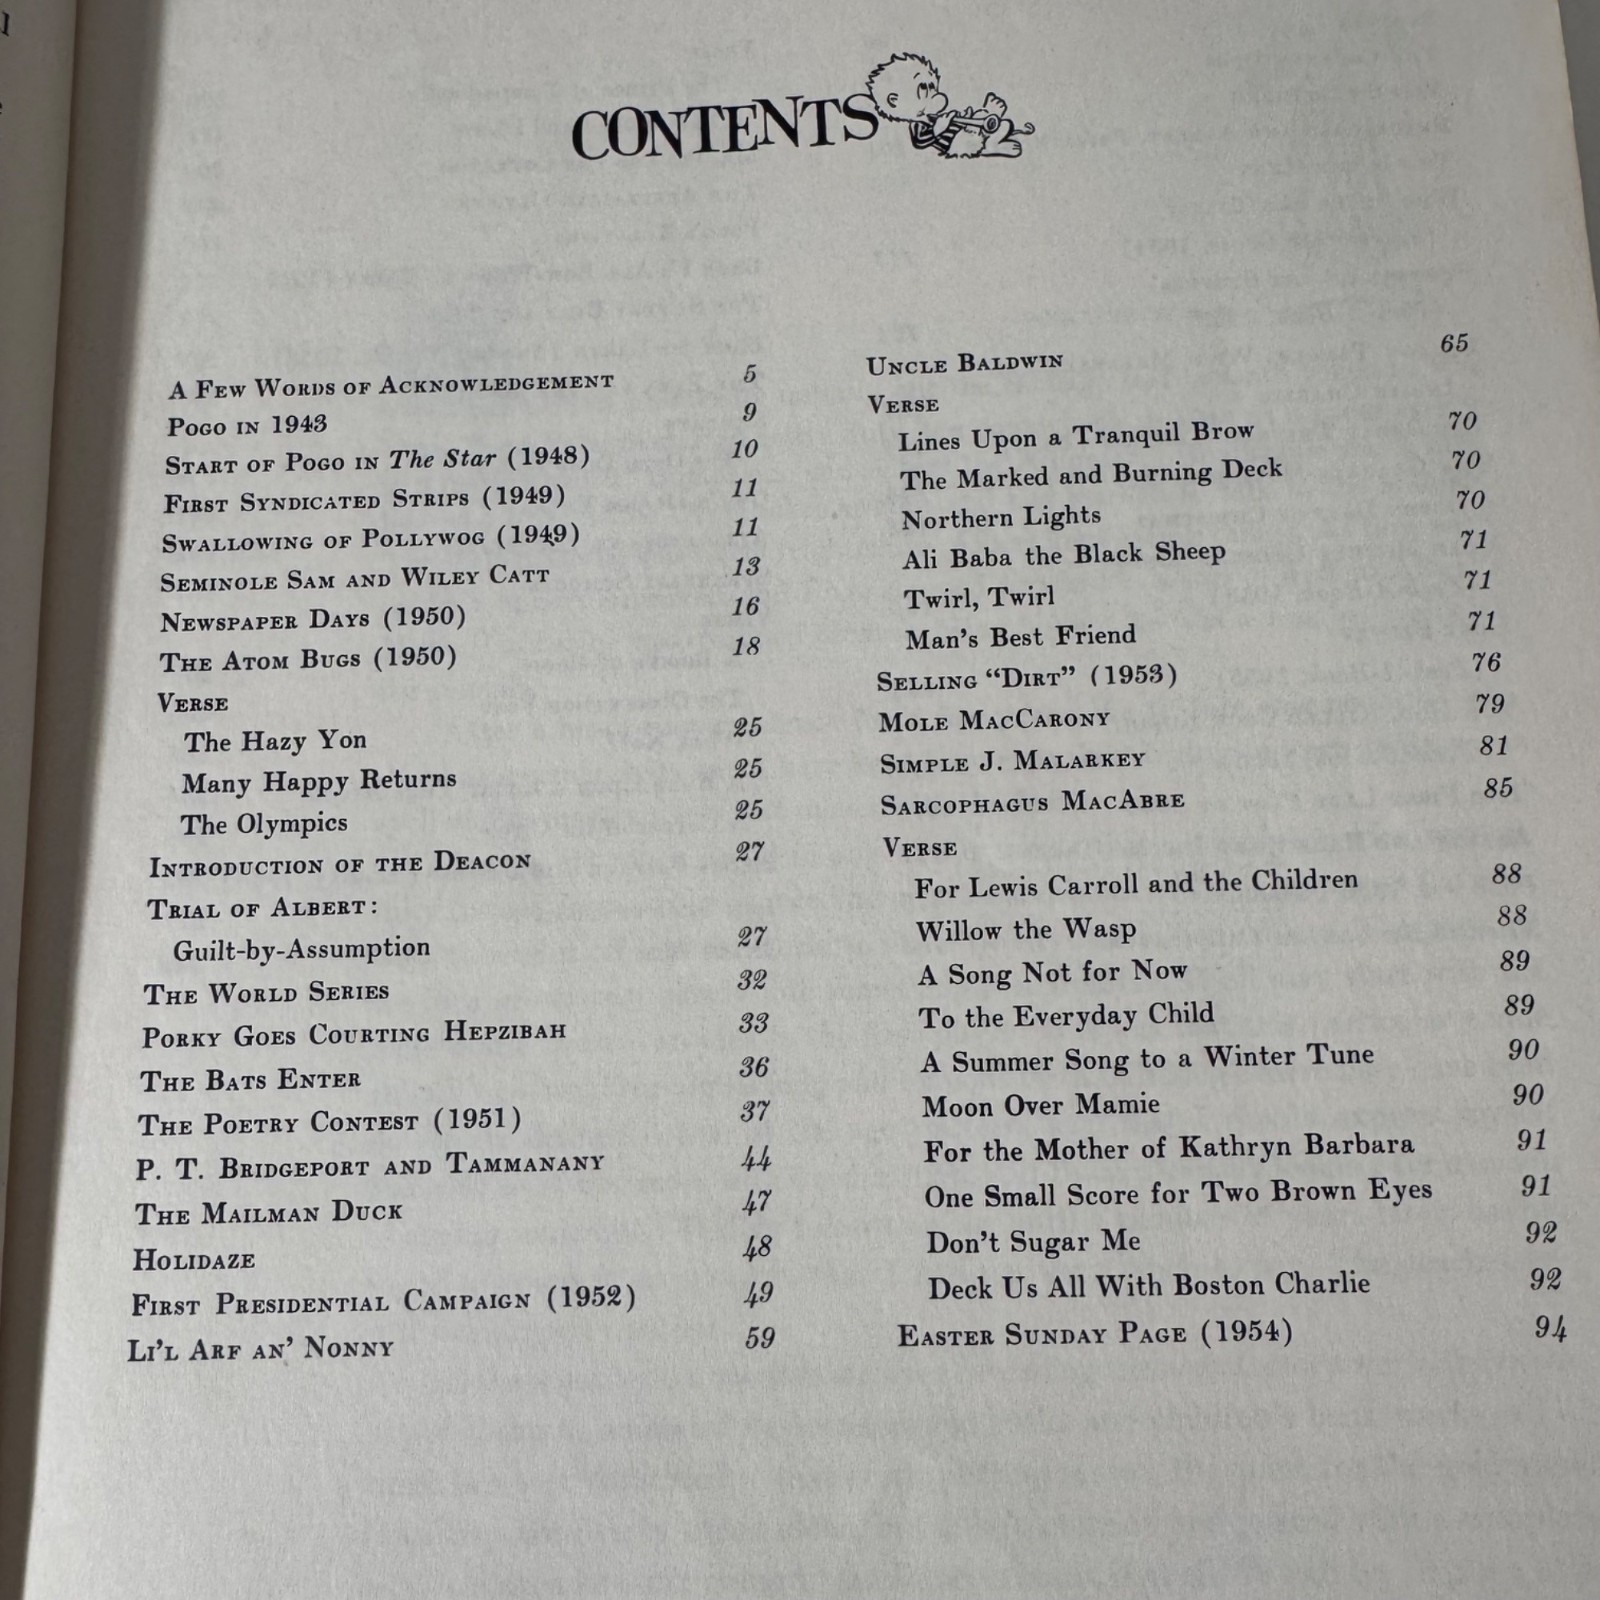 CONTENTS
A Few Words of Acknowledgement 5
Pogo in 1943 9
Start of Pogo in The Star (1948) 10
First Syndicated Strips (1949) 11
Swallowing of Pollywog (1949) 11
Seminole Sam and Wiley Catt 13
Newspaper Days (1950) 16
The Atom Bugs (1950) 18
Verse
The Hazy Yon 25
Many Happy Returns 25
The Olympics 25
Introduction of the Deacon 27
Trial of Albert:
Guilt-by-Assumption 27
The World Series 32
Porky Goes Courting Hepzibah 33
The Bats Enter 36
The Poetry Contest (1951) 37
P. T. Bridgeport and Tammanany 44
The Mailman Duck 47
Holidaze 48
First Presidential Campaign (1952) 49
Li'l Arf an' Nonny 59
Uncle Baldwin 65
Verse
Lines Upon a Tranquil Brow 70
The Marked and Burning Deck 70
Northern Lights 70
Ali Baba the Black Sheep 71
Twirl, Twirl 71
Man's Best Friend 71
Selling “Dirt” (1953) 76
Mole MacCarony 79
Simple J. Malarkey 81
Sarcophagus MacAbre 85
Verse
For Lewis Carroll and the Children 88
Willow the Wasp 88
A Song Not for Now 89
To the Everyday Child 89
A Summer Song to a Winter Tune 90
Moon Over Mamie 90
For the Mother of Kathryn Barbara 91
One Small Score for Two Brown Eyes 91
Don't Sugar Me 92
Deck Us All With Boston Charlie 92
Easter Sunday Page (1954) 94